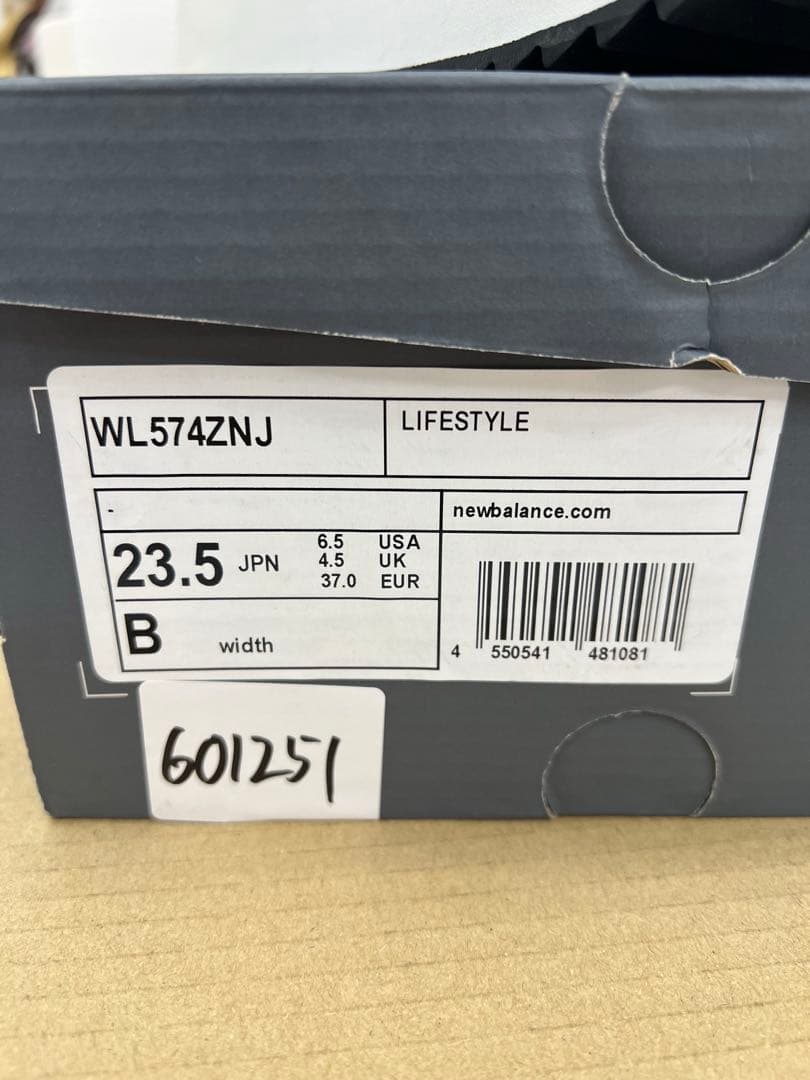 WL574ZNJ
LIFESTYLE
-
newbalance.com
23.5 JPN
6.5 USA
4.5 UK
37.0 EUR
B width
4 550541 481081
601251